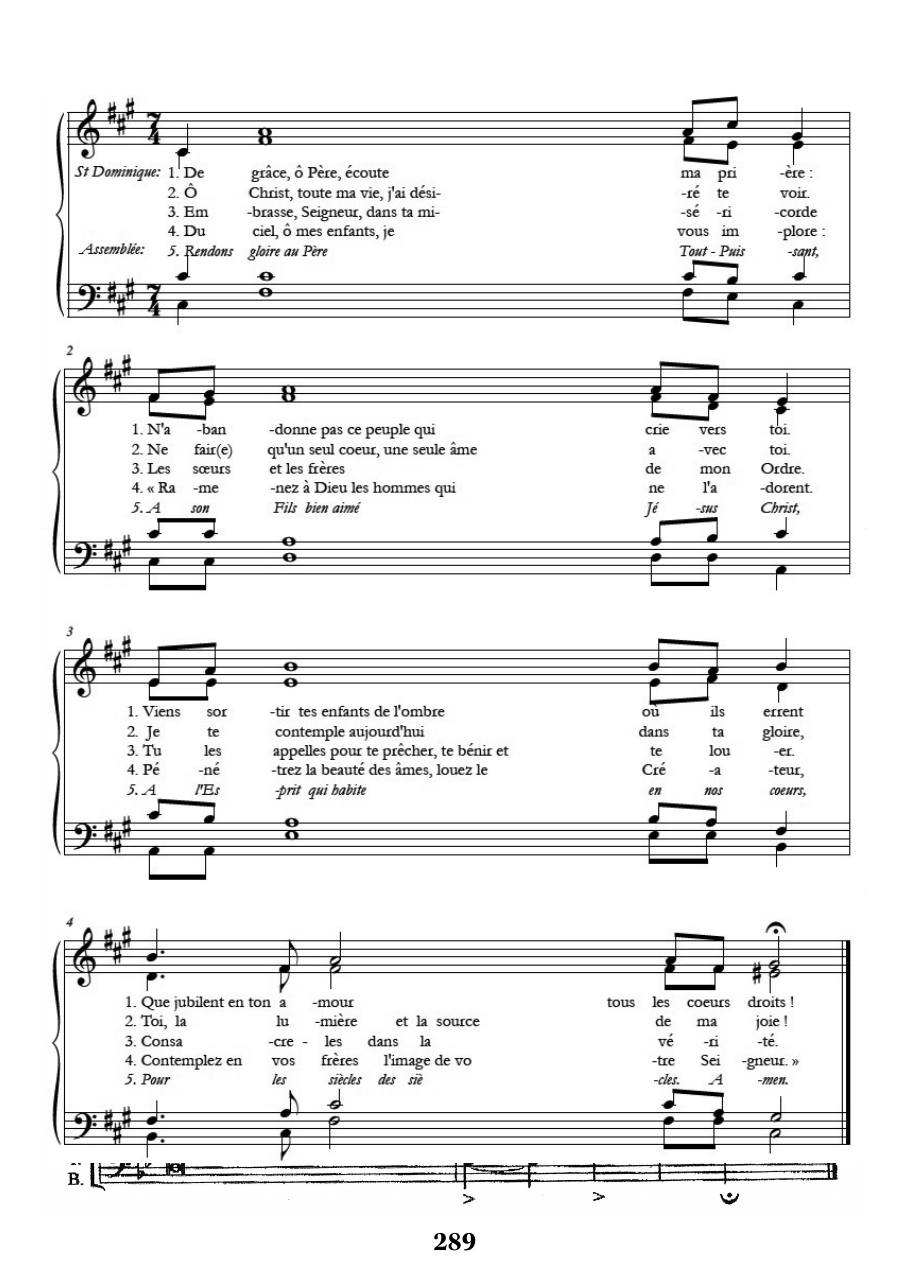 7
4
St Dominique: 1. De grâce, ô Père, écoute ma pri -ère :
2. Ô Christ, toute ma vie, j'ai dési- -ré te voir.
3. Em -brasse, Seigneur, dans ta mi- -sé -ri -corde
4. Du ciel, ô mes enfants, je vous im -plore :
Assemblée: 5. Rendons gloire au Père Tout - Puis -sant,
7
4
2
1. N'a -ban -donne pas ce peuple qui crie vers toi.
2. Ne fair(e) qu'un seul coeur, une seule âme a -vec toi.
3. Les sœurs et les frères de mon Ordre.
4. « Ra -me -nez à Dieu les hommes qui ne l'a -dorent.
5. A son Fils bien aimé Jé -sus Christ,
3
1. Viens sor -tir tes enfants de l'ombre où ils errent
2. Je te contemple aujourd'hui dans ta gloire,
3. Tu les appelles pour te prêcher, te bénir et te lou -er.
4. Pé -né -trez la beauté des âmes, louez le Cré -a -teur,
5. A l'Es -prit qui habite en nos coeurs,
4
1. Que jubilent en ton a -mour tous les coeurs droits !
2. Toi, la lu -mière et la source de ma joie !
3. Consa -cre - les dans la vé -ri -té.
4. Contemplez en vos frères l'image de vo -tre Sei -gneur. »
5. Pour les siècles des siè -cles. A -men.
B.
289